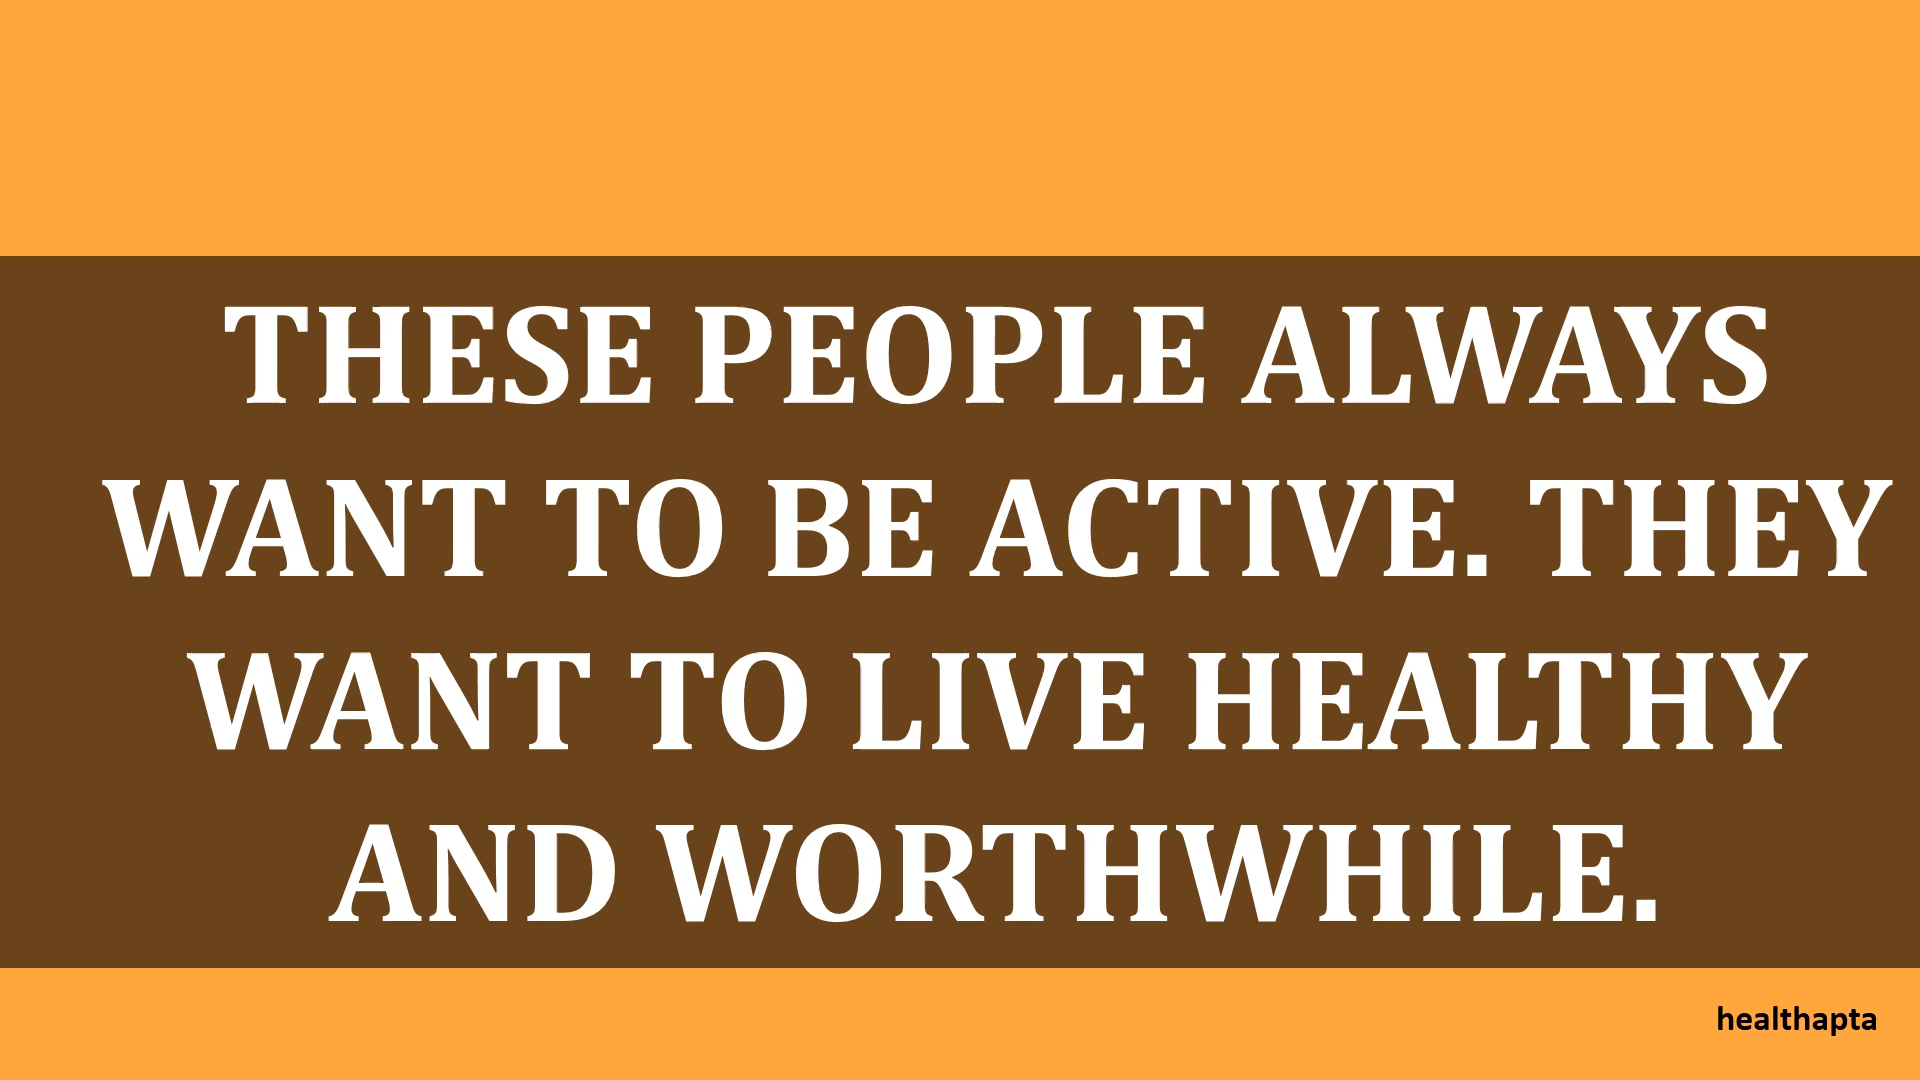 THESE PEOPLE ALWAYS
WANT TO BE ACTIVE. THEY
WANT TO LIVE HEALTHY
AND WORTHWHILE.
healthapta